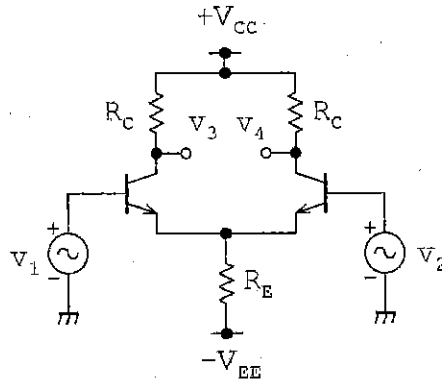 +V_CC
R_C
V_3
V_4
R_C
+
V_1
-
+
V_2
-
R_E
-V_EE